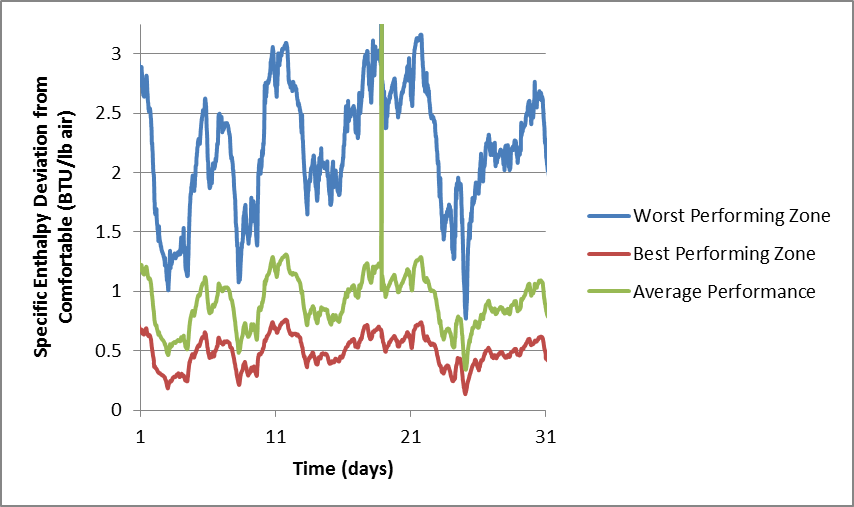 Specific Enthalpy Deviation from
Comfortable (BTU/lb air)
3
2.5
2
1.5
1
0.5
0
1
11
21
31
Time (days)
Worst Performing Zone
Best Performing Zone
Average Performance